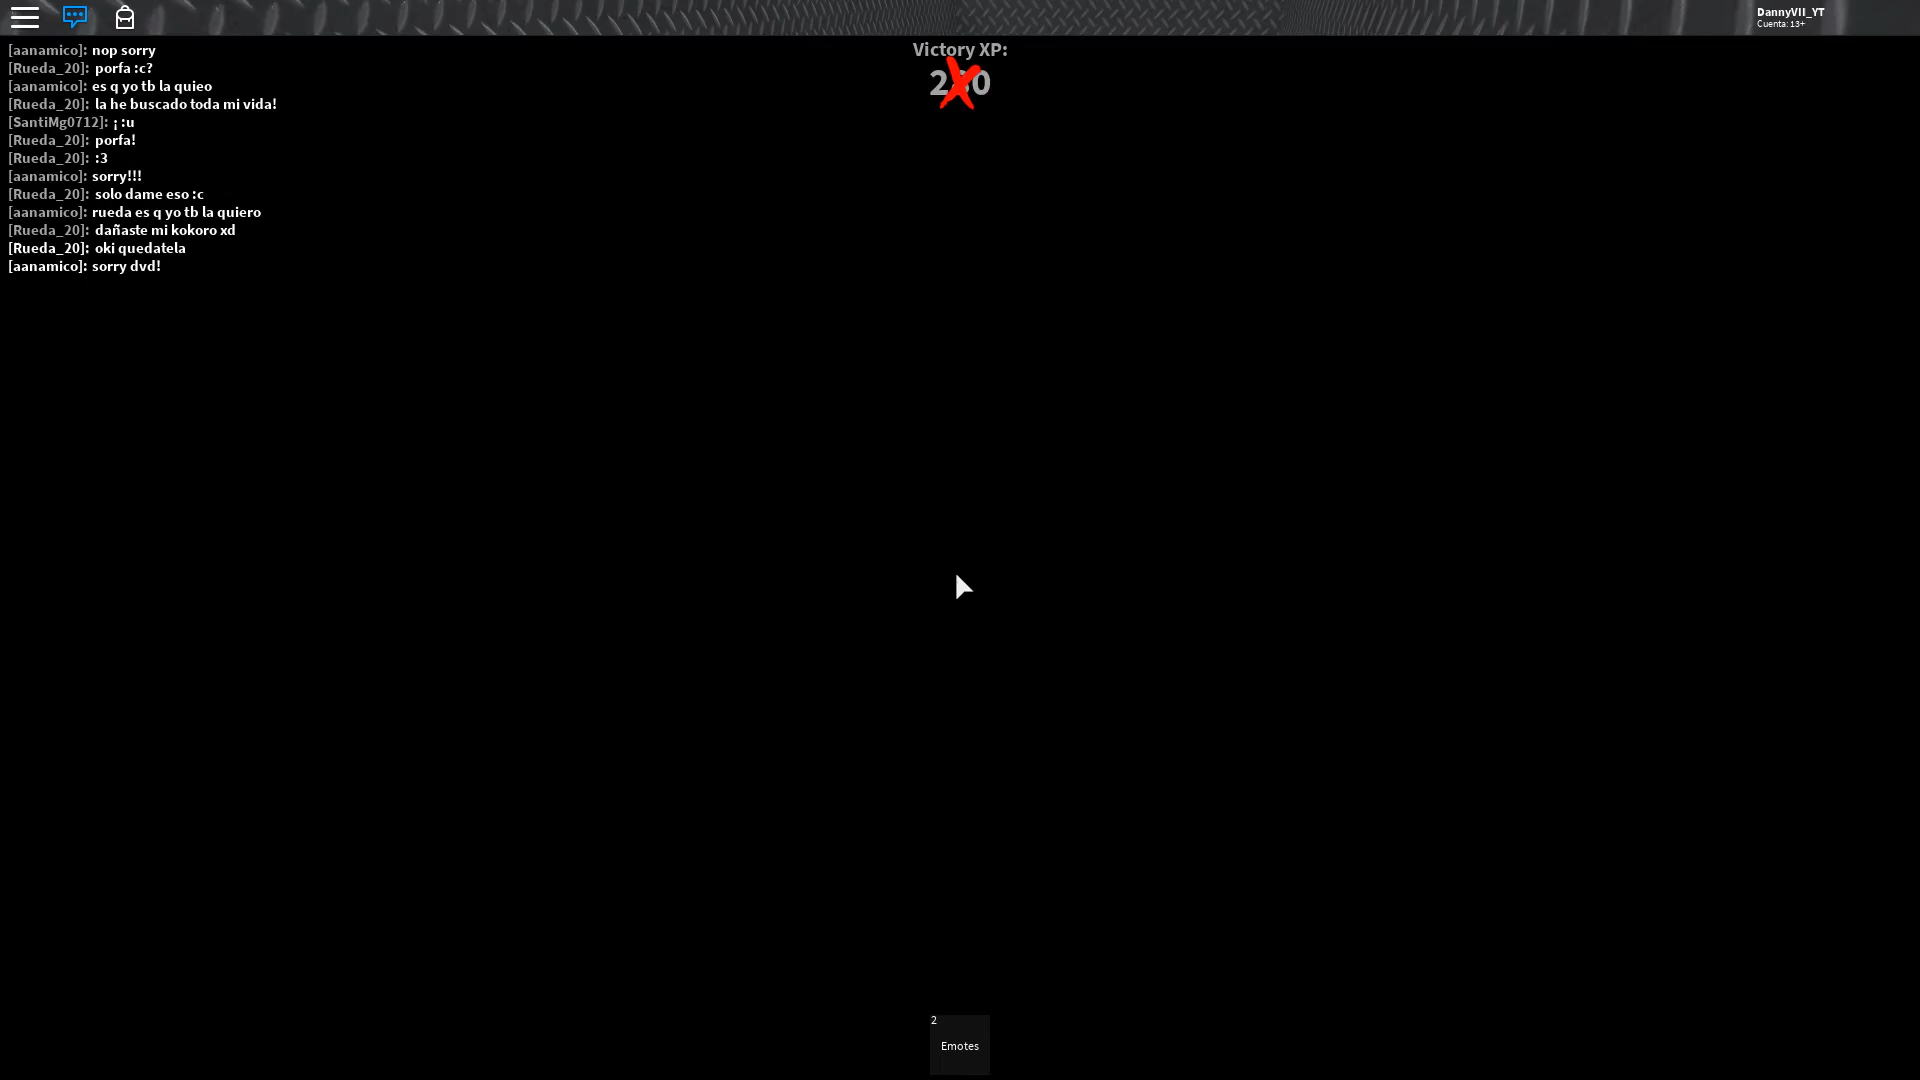 DannyVII_YT
Cuenta: 13+
[aanamico]: nop sorry
[Rueda_20]: porfa :c?
[aanamico]: es q yo tb la quieo
[Rueda_20]: la he buscado toda mi vida!
[SantiMg0712]: ¡ :u
[Rueda_20]: porfa!
[Rueda_20]: :3
[aanamico]: sorry!!!
[Rueda_20]: solo dame eso :c
[aanamico]: rueda es q yo tb la quiero
[Rueda_20]: dañaste mi kokoro xd
[Rueda_20]: oki quedatela
[aanamico]: sorry dvd!
Victory XP:
2
Emotes